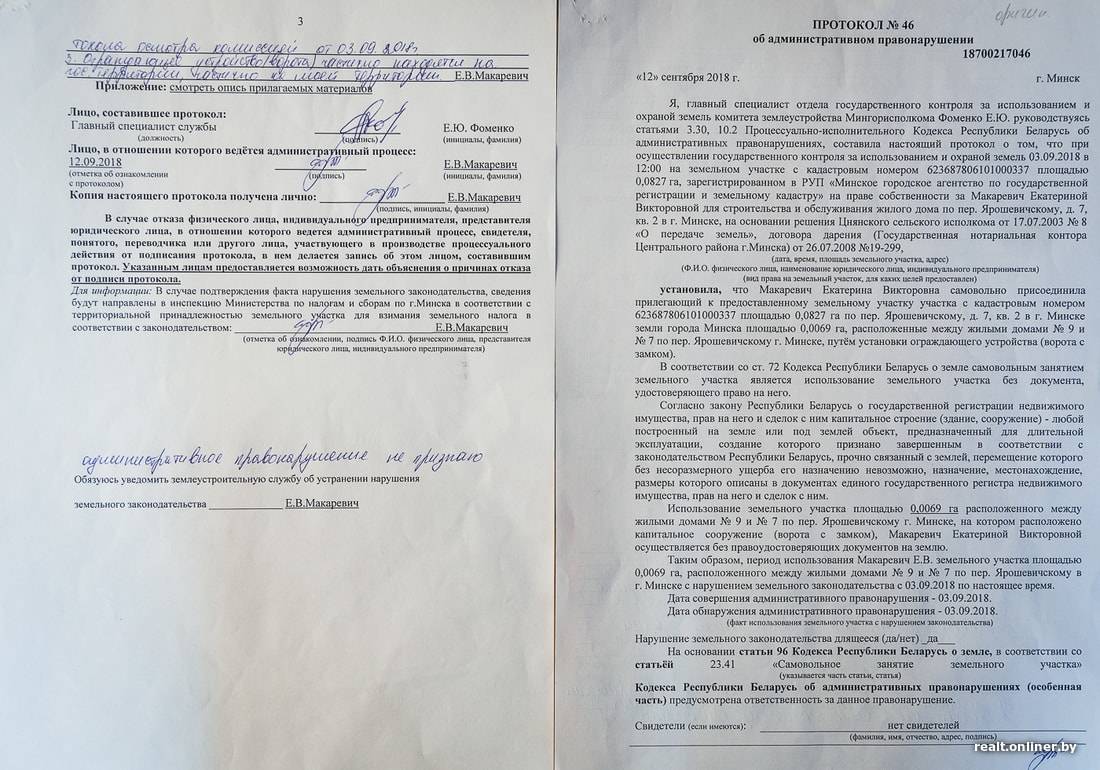 3
токола осмотра комиссией от 03.09.2018г
3. Ограждающее устройство (ворота) частично находятся на
гос территории, частично на моей территории Е.В.Макаревич
Приложение: смотреть опись прилагаемых материалов
Лицо, составившее протокол:
Главный специалист службы Е.Ю. Фоменко
(должность) (подпись) (инициалы, фамилия)
Лицо, в отношении которого ведётся административный процесс:
12.09.2018 Е.В.Макаревич
(отметка об ознакомлении (подпись) (инициалы, фамилия)
с протоколом)
Копия настоящего протокола получена лично: Е.В.Макаревич
(подпись, инициалы, фамилия)
В случае отказа физического лица, индивидуального предпринимателя, представителя
юридического лица, в отношении которого ведется административный процесс, свидетеля,
понятого, переводчика или другого лица, участвующего в производстве процессуального
действия от подписания протокола, в нем делается запись об этом лицом, составившим
протокол. Указанным лицам предоставляется возможность дать объяснения о причинах отказа
от подписи протокола.
Для информации: В случае подтверждения факта нарушения земельного законодательства, сведения
будут направлены в инспекцию Министерства по налогам и сборам по г.Минска в соответствии с
территориальной принадлежностью земельного участка для взимания земельного налога в
соответствии с законодательством: Е.В.Макаревич
(отметка об ознакомлении, подпись Ф.И.О. физического лица, представителя
юридического лица, индивидуального предпринимателя)
административное правонарушение не признаю
Обязуюсь уведомить землеустроительную службу об устранении нарушения
земельного законодательства Е.В.Макаревич
оригин
ПРОТОКОЛ № 46
об административном правонарушении
18700217046
«12» сентября 2018 г. г. Минск
Я, главный специалист отдела государственного контроля за использованием и
охраной земель комитета землеустройства Мингорисполкома Фоменко Е.Ю. руководствуясь
статьями 3.30, 10.2 Процессуально-исполнительного Кодекса Республики Беларусь об
административных правонарушениях, составила настоящий протокол о том, что при
осуществлении государственного контроля за использованием и охраной земель 03.09.2018 в
12:00 на земельном участке с кадастровым номером 623687806101000337 площадью
0,0827 га, зарегистрированном в РУП «Минское городское агентство по государственной
регистрации и земельному кадастру» на праве собственности за Макаревич Екатерину
Викторовной для строительства и обслуживания жилого дома по пер. Ярошевичскому, д. 7,
кв. 2 в г. Минске, на основании решения Цнянского сельского исполкома от 17.07.2003 № 8
«О передаче земель», договора дарения (Государственная нотариальная контора
Центрального района г.Минска) от 26.07.2008 №19-299,
(дата, время, площадь земельного участка, адрес)
(Ф.И.О. физического лица, наименование юридического лица, индивидуального предпринимателя)
(вид права на земельный участок, для каких целей предоставлен)
установила, что Макаревич Екатерина Викторовна самовольно присоединила
прилегающий к предоставленному земельному участку участка с кадастровым номером
623687806101000337 площадью 0,0827 га по пер. Ярошевичскому, д. 7, кв. 2 в г. Минске
земли города Минска площадью 0,0069 га, расположенные между жилыми домами № 9 и
№ 7 по пер. Ярошевичскому г. Минске, путём установки ограждающего устройства (ворота с
замком).
В соответствии со ст. 72 Кодекса Республики Беларусь о земле самовольным занятием
земельного участка является использование земельного участка без документа,
удостоверяющего право на него.
Согласно закону Республики Беларусь о государственной регистрации недвижимого
имущества, прав на него и сделок с ним капитальное строение (здание, сооружение) - любой
построенный на земле или под землей объект, предназначенный для длительной
эксплуатации, создание которого признано завершенным в соответствии с
законодательством Республики Беларусь, прочно связанный с землей, перемещение которого
без несоразмерного ущерба его назначению невозможно, назначение, местонахождение,
размеры которого описаны в документах единого государственного регистра недвижимого
имущества, прав на него и сделок с ним.
Использование земельного участка площадью 0,0069 га расположенного между
жилыми домами № 9 и № 7 по пер. Ярошевичскому г. Минске, на котором расположено
капитальное сооружение (ворота с замком), Макаревич Екатериной Викторовной
осуществляется без правоудостоверяющих документов на землю.
Таким образом, период использования Макаревич Е.В. земельного участка площадью
0,0069 га, расположенного между жилыми домами № 9 и № 7 по пер. Ярошевичскому в
г. Минске с нарушением земельного законодательства с 03.09.2018 по настоящее время.
Дата совершения административного правонарушения - 03.09.2018.
Дата обнаружения административного правонарушения - 03.09.2018.
(факт использования земельного участка с нарушением законодательства)
Нарушение земельного законодательства длящееся (да/нет) _да___
На основании статьи 96 Кодекса Республики Беларусь о земле, в соответствии со
статьёй 23.41 «Самовольное занятие земельного участка»
(указывается часть статьи, статья)
Кодекса Республики Беларусь об административных правонарушениях (особенная
часть) предусмотрена ответственность за данное правонарушение.
Свидетели (если имеются): нет свидетелей
(фамилия, имя, отчество, адрес, подпись)
realt.onliner.by